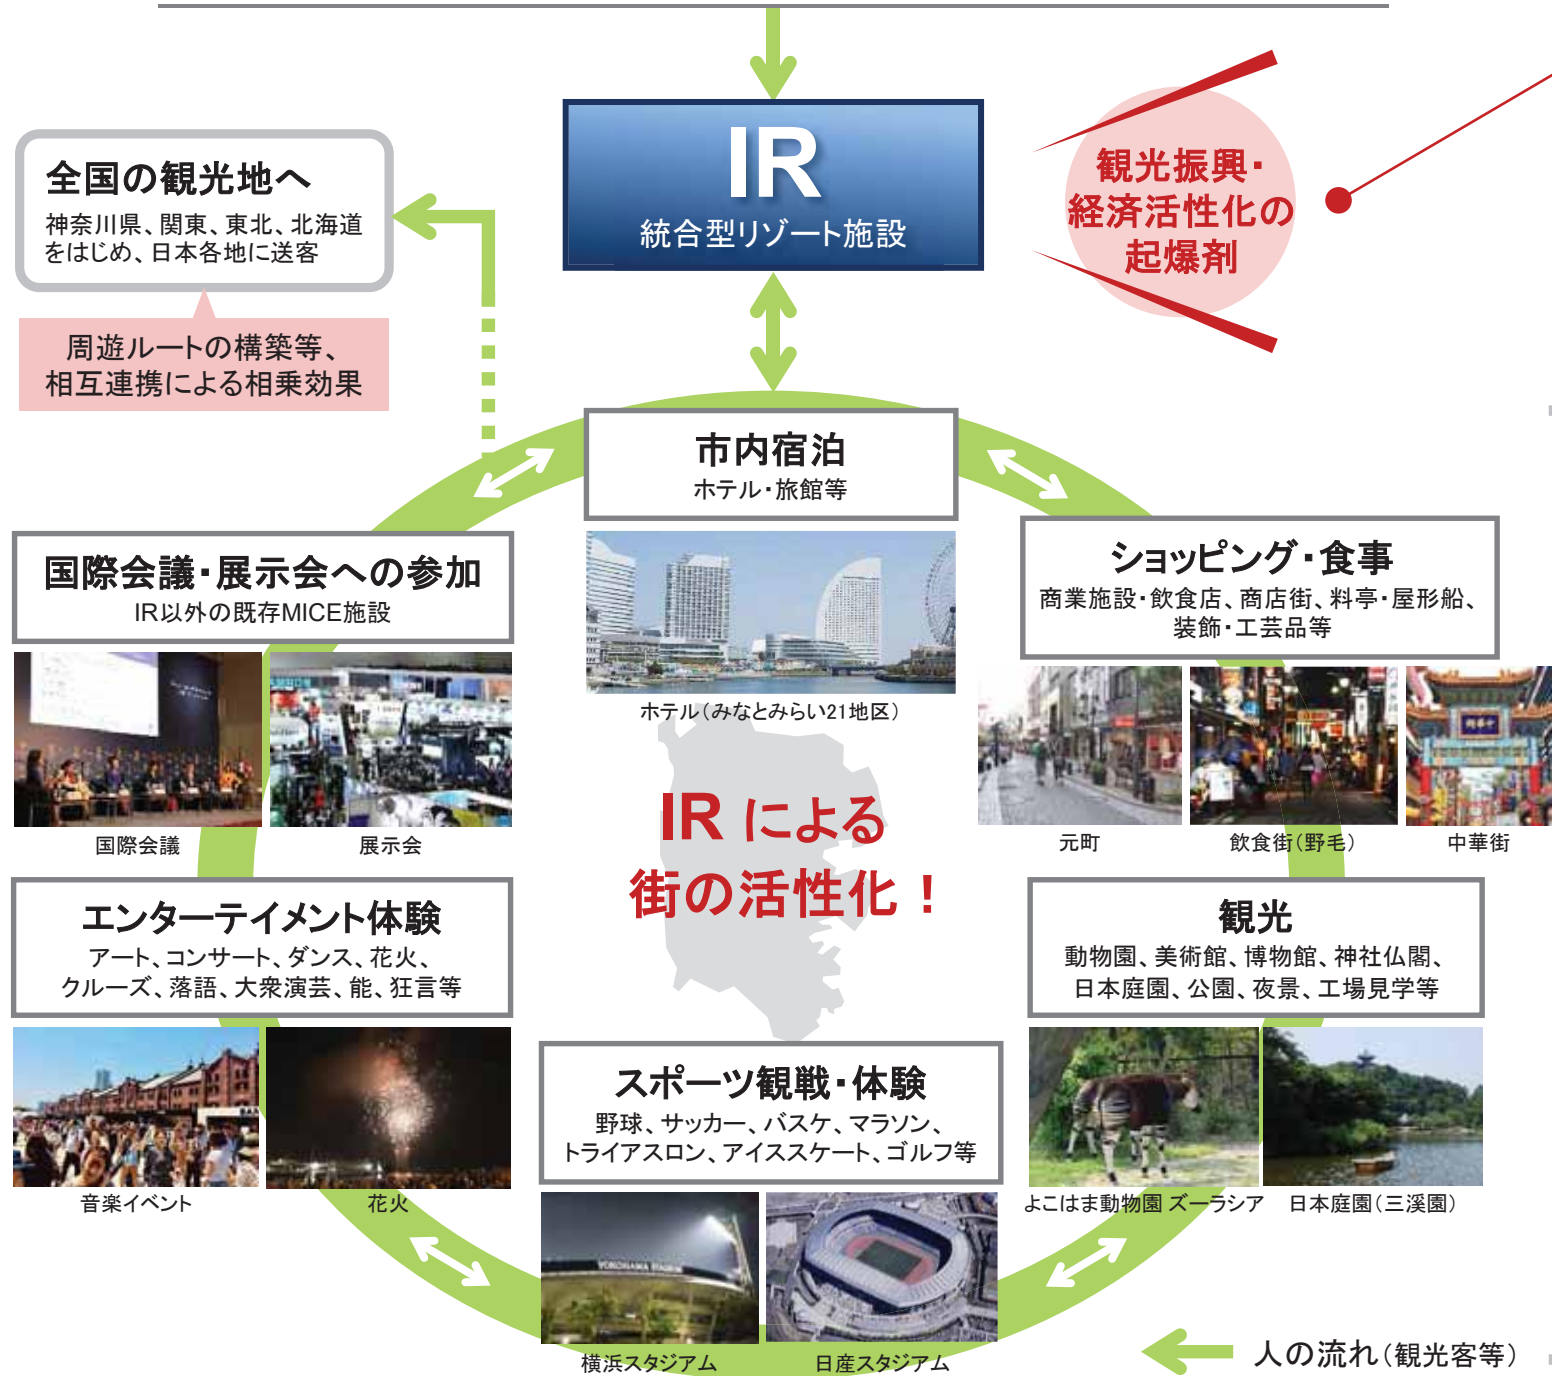 IR
統合型リゾート施設
観光振興・
経済活性化の
起爆剤
全国の観光地へ
神奈川県、関東、東北、北海道
をはじめ、日本各地に送客
周遊ルートの構築等、
相互連携による相乗効果
市内宿泊
ホテル・旅館等
ホテル(みなとみらい21地区)
国際会議・展示会への参加
IR以外の既存MICE施設
国際会議
展示会
ショッピング・食事
商業施設・飲食店、商店街、料亭・屋形船、
装飾・工芸品等
元町
飲食街(野毛)
中華街
IR による
街の活性化！
エンターテイメント体験
アート、コンサート、ダンス、花火、
クルーズ、落語、大衆演芸、能、狂言等
音楽イベント
花火
観光
動物園、美術館、博物館、神社仏閣、
日本庭園、公園、夜景、工場見学等
よこはま動物園 ズーラシア
日本庭園(三溪園)
スポーツ観戦・体験
野球、サッカー、バスケ、マラソン、
トライアスロン、アイススケート、ゴルフ等
YOKOHAMA STADIUM
横浜スタジアム
日産スタジアム
人の流れ(観光客等)